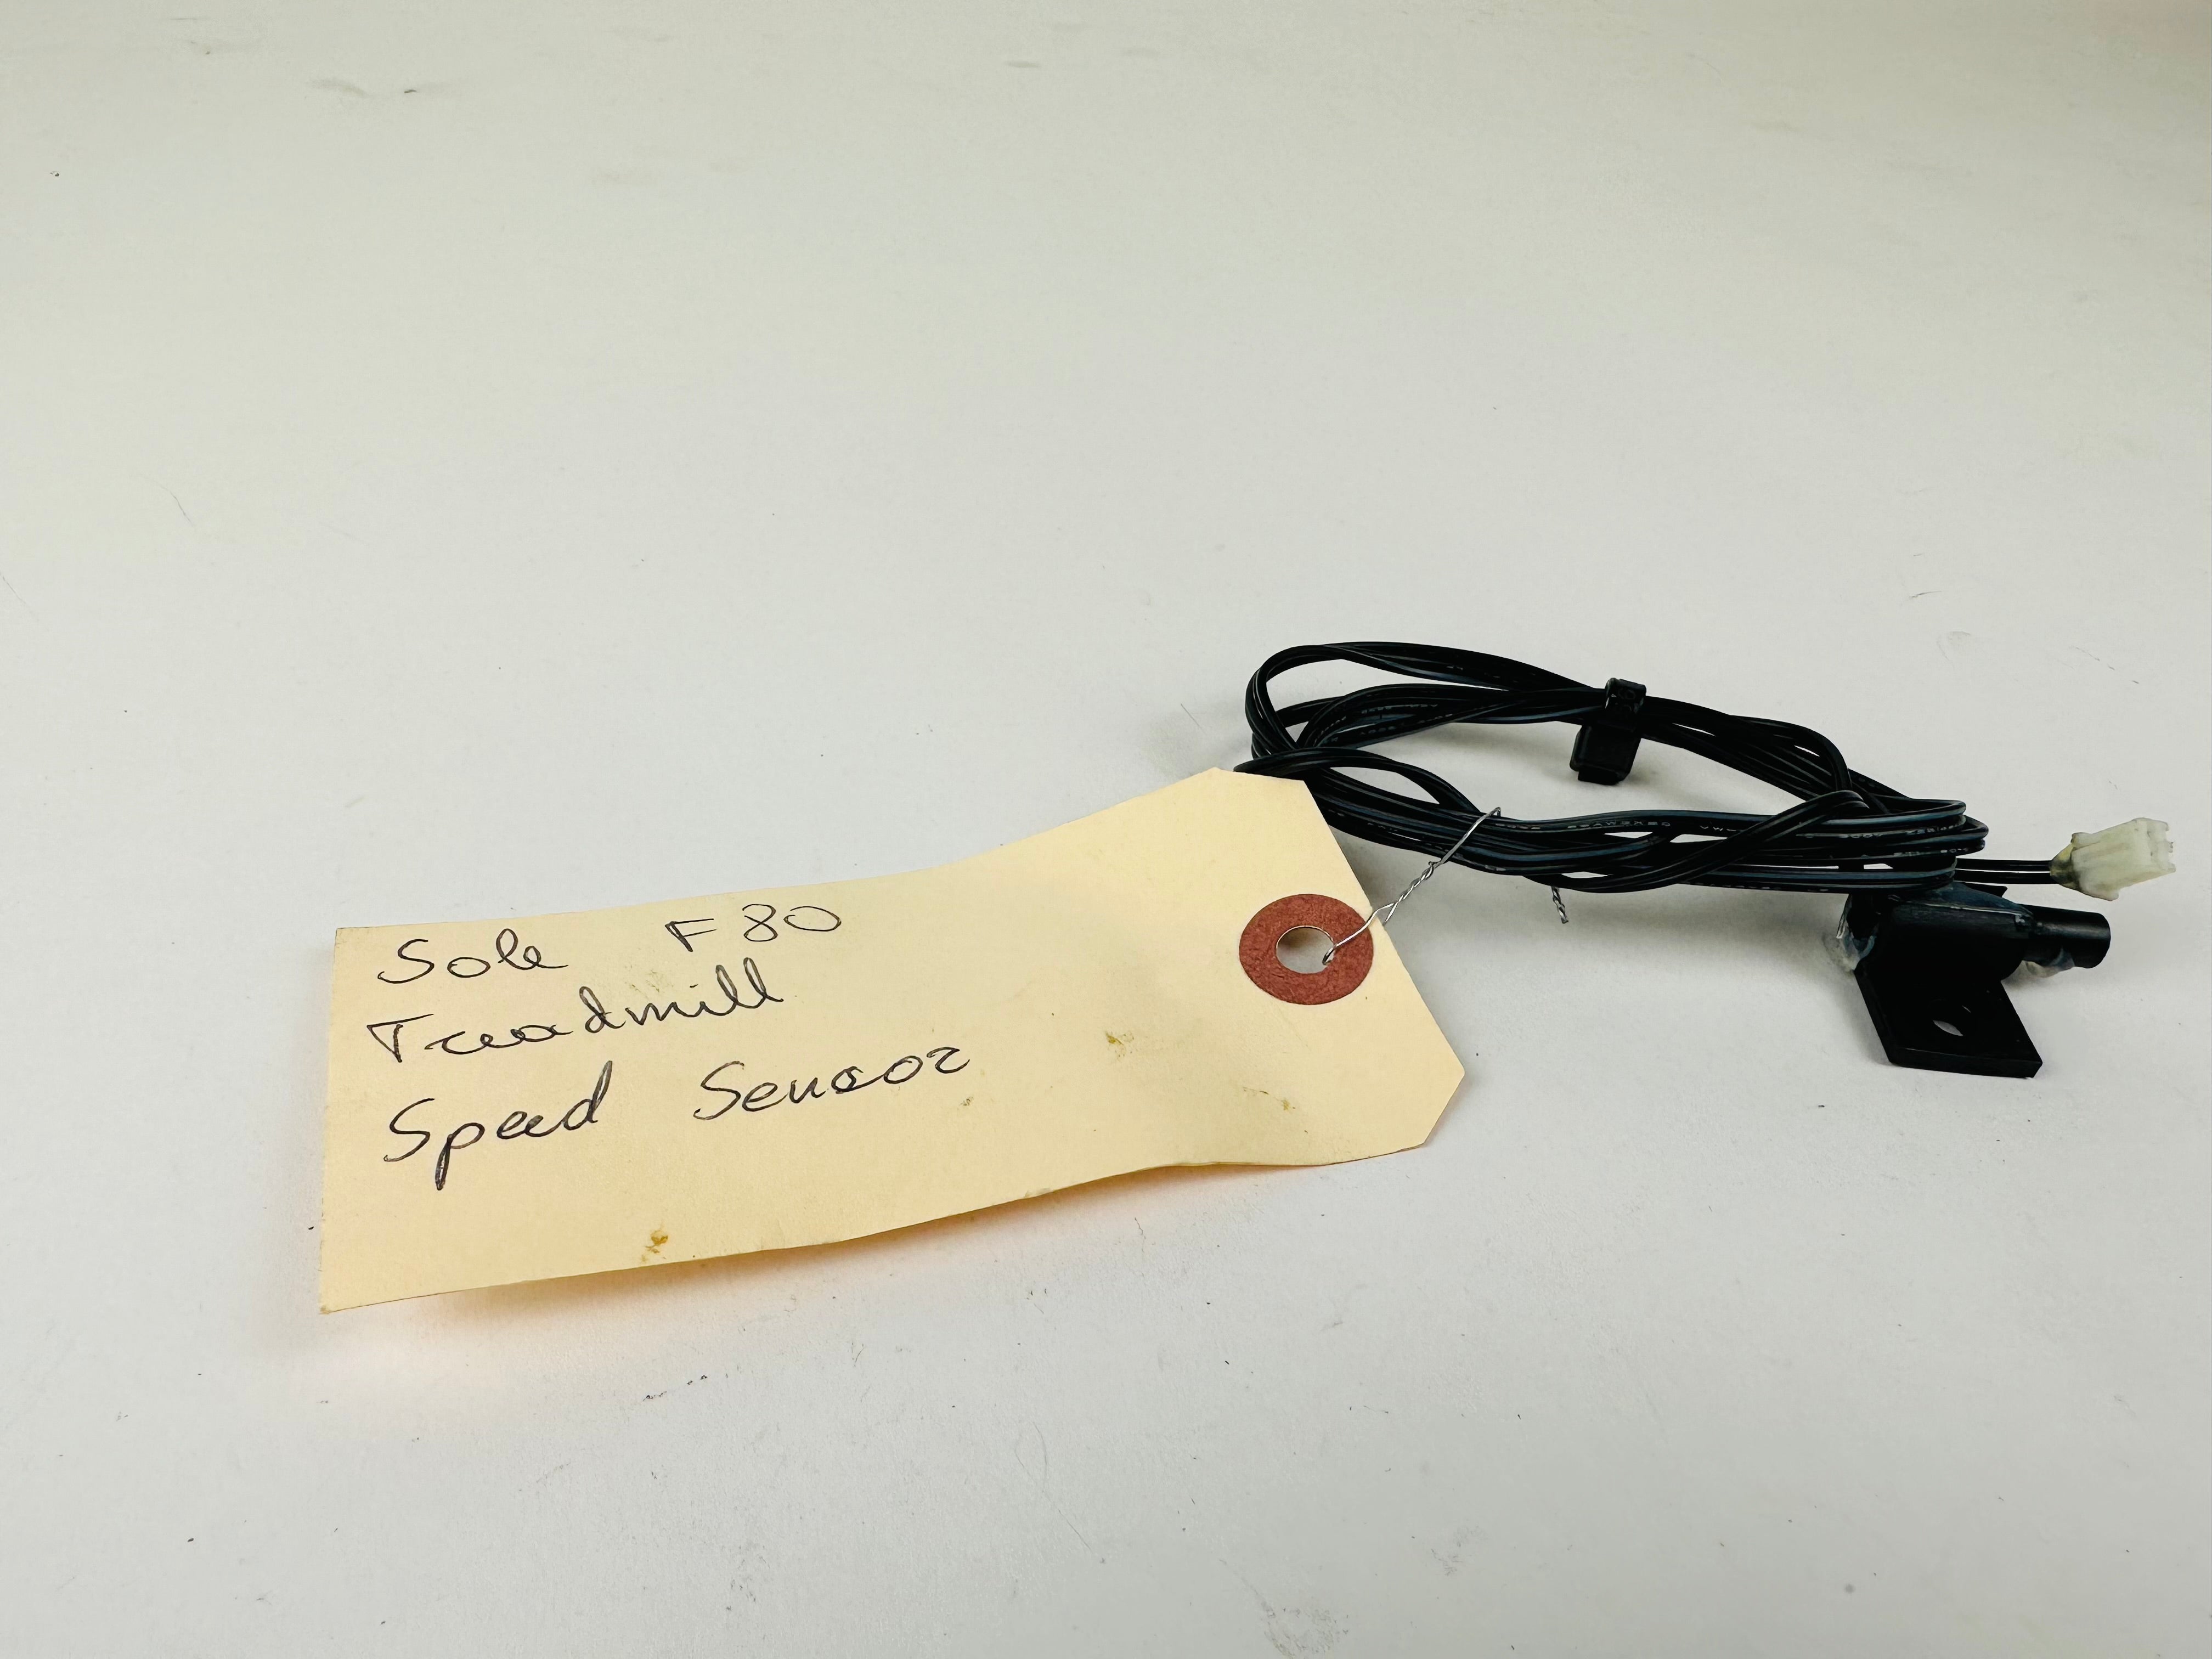 Sole F80
Treadmill
Speed Sensor